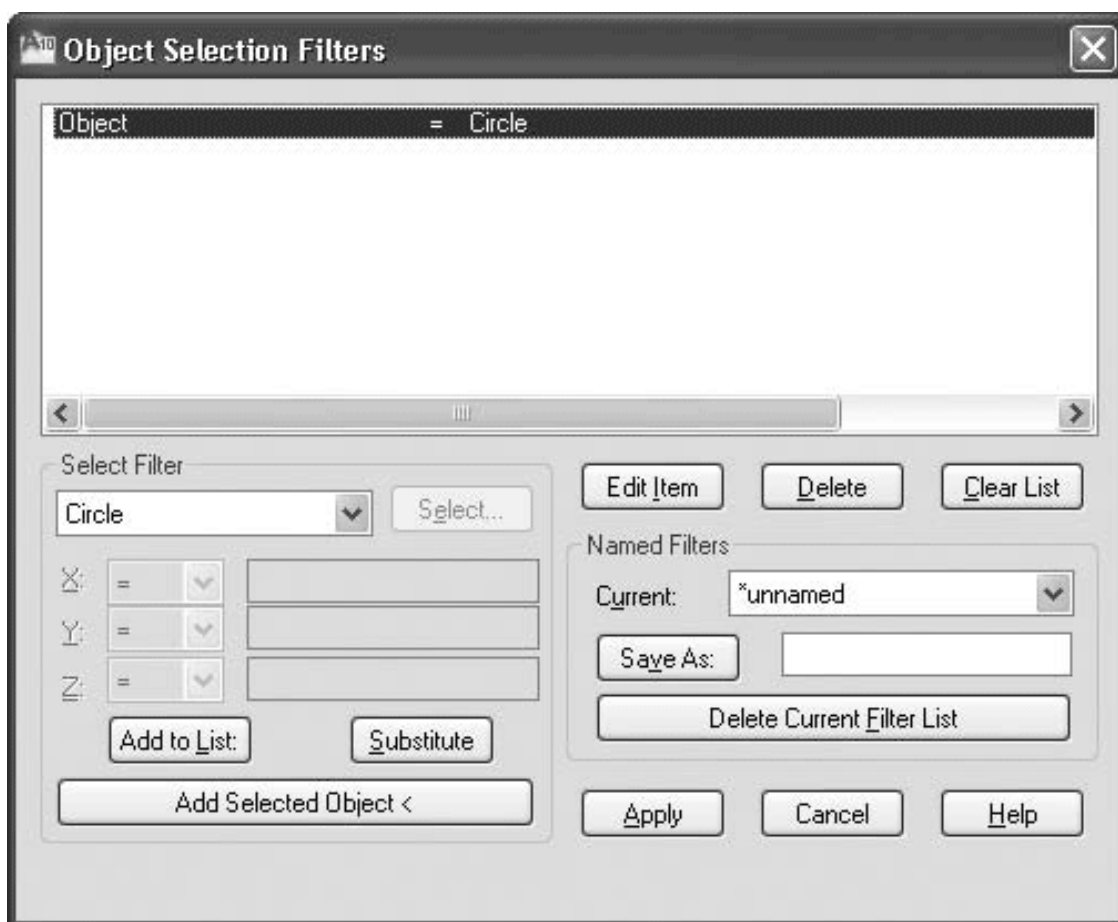 Object Selection Filters
Object = Circle
Select Filter
Circle
Select...
X: =
Y: =
Z: =
Add to List:
Substitute
Add Selected Object <
Edit Item
Delete
Clear List
Named Filters
Current: *unnamed
Save As:
Delete Current Filter List
Apply
Cancel
Help